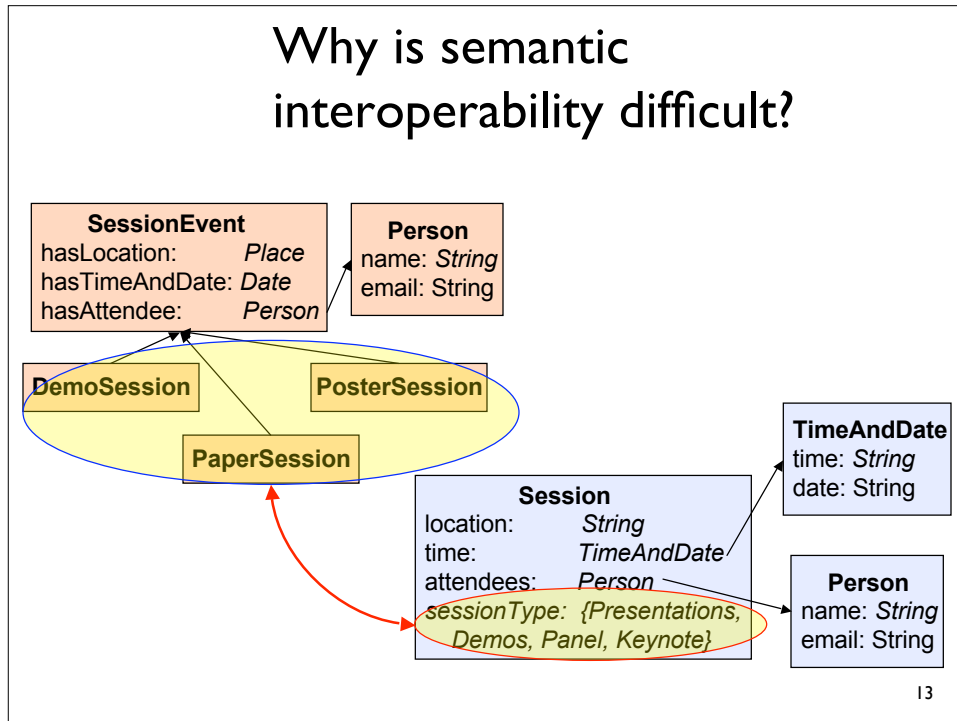 Why is semantic
interoperability difficult?
SessionEvent
hasLocation: Place
hasTimeAndDate: Date
hasAttendee: Person
Person
name: String
email: String
DemoSession
PosterSession
PaperSession
Session
location: String
time: TimeAndDate
attendees: Person
sessionType: {Presentations,
Demos, Panel, Keynote}
TimeAndDate
time: String
date: String
Person
name: String
email: String
13